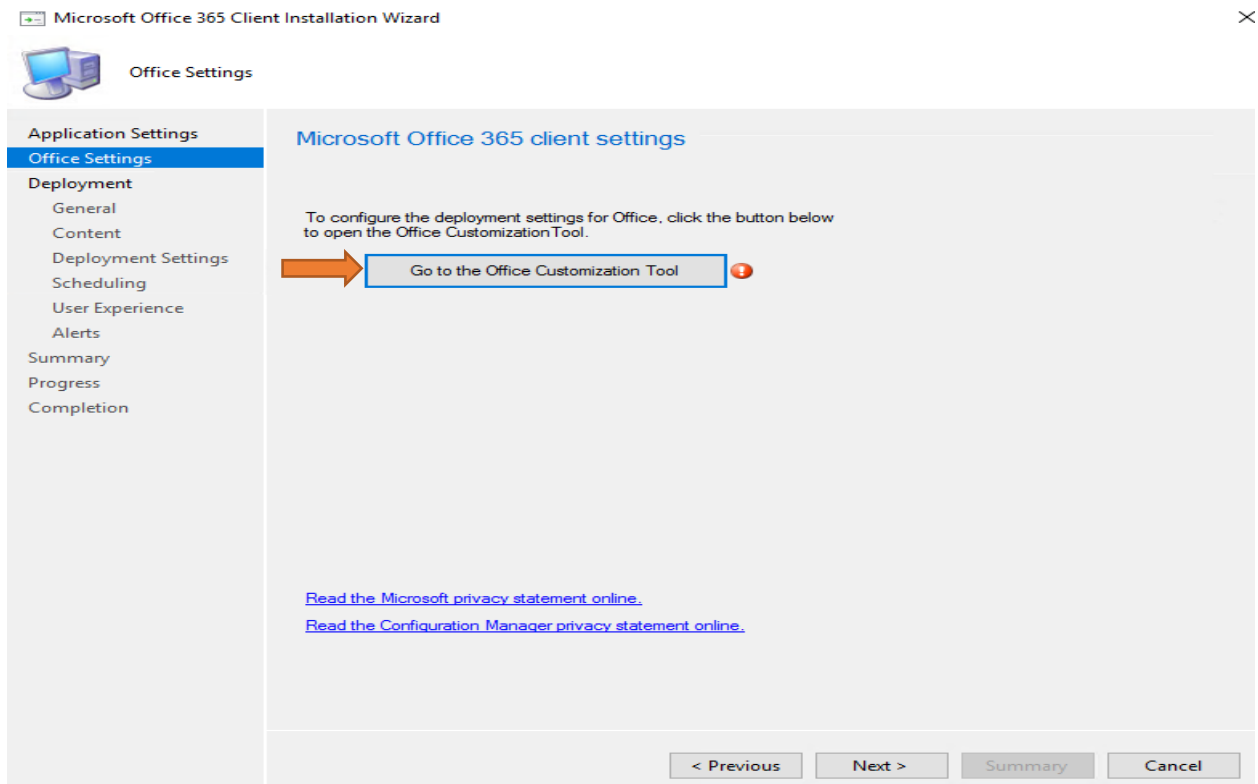 Microsoft Office 365 Client Installation Wizard
Office Settings
Application Settings
Office Settings
Deployment
General
Content
Deployment Settings
Scheduling
User Experience
Alerts
Summary
Progress
Completion
Microsoft Office 365 client settings
To configure the deployment settings for Office, click the button below
to open the Office CustomizationTool.
Go to the Office Customization Tool
Read the Microsoft privacy statement online.
Read the Configuration Manager privacy statement online.
< Previous
Next >
Summary
Cancel